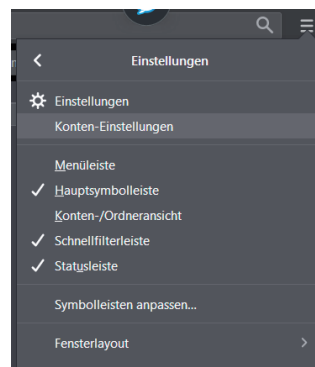 Einstellungen
Einstellungen
Konten-Einstellungen
Menüleiste
Hauptsymbolleiste
Konten-/Ordneransicht
Schnellfilterleiste
Statusleiste
Symbolleisten anpassen...
Fensterlayout